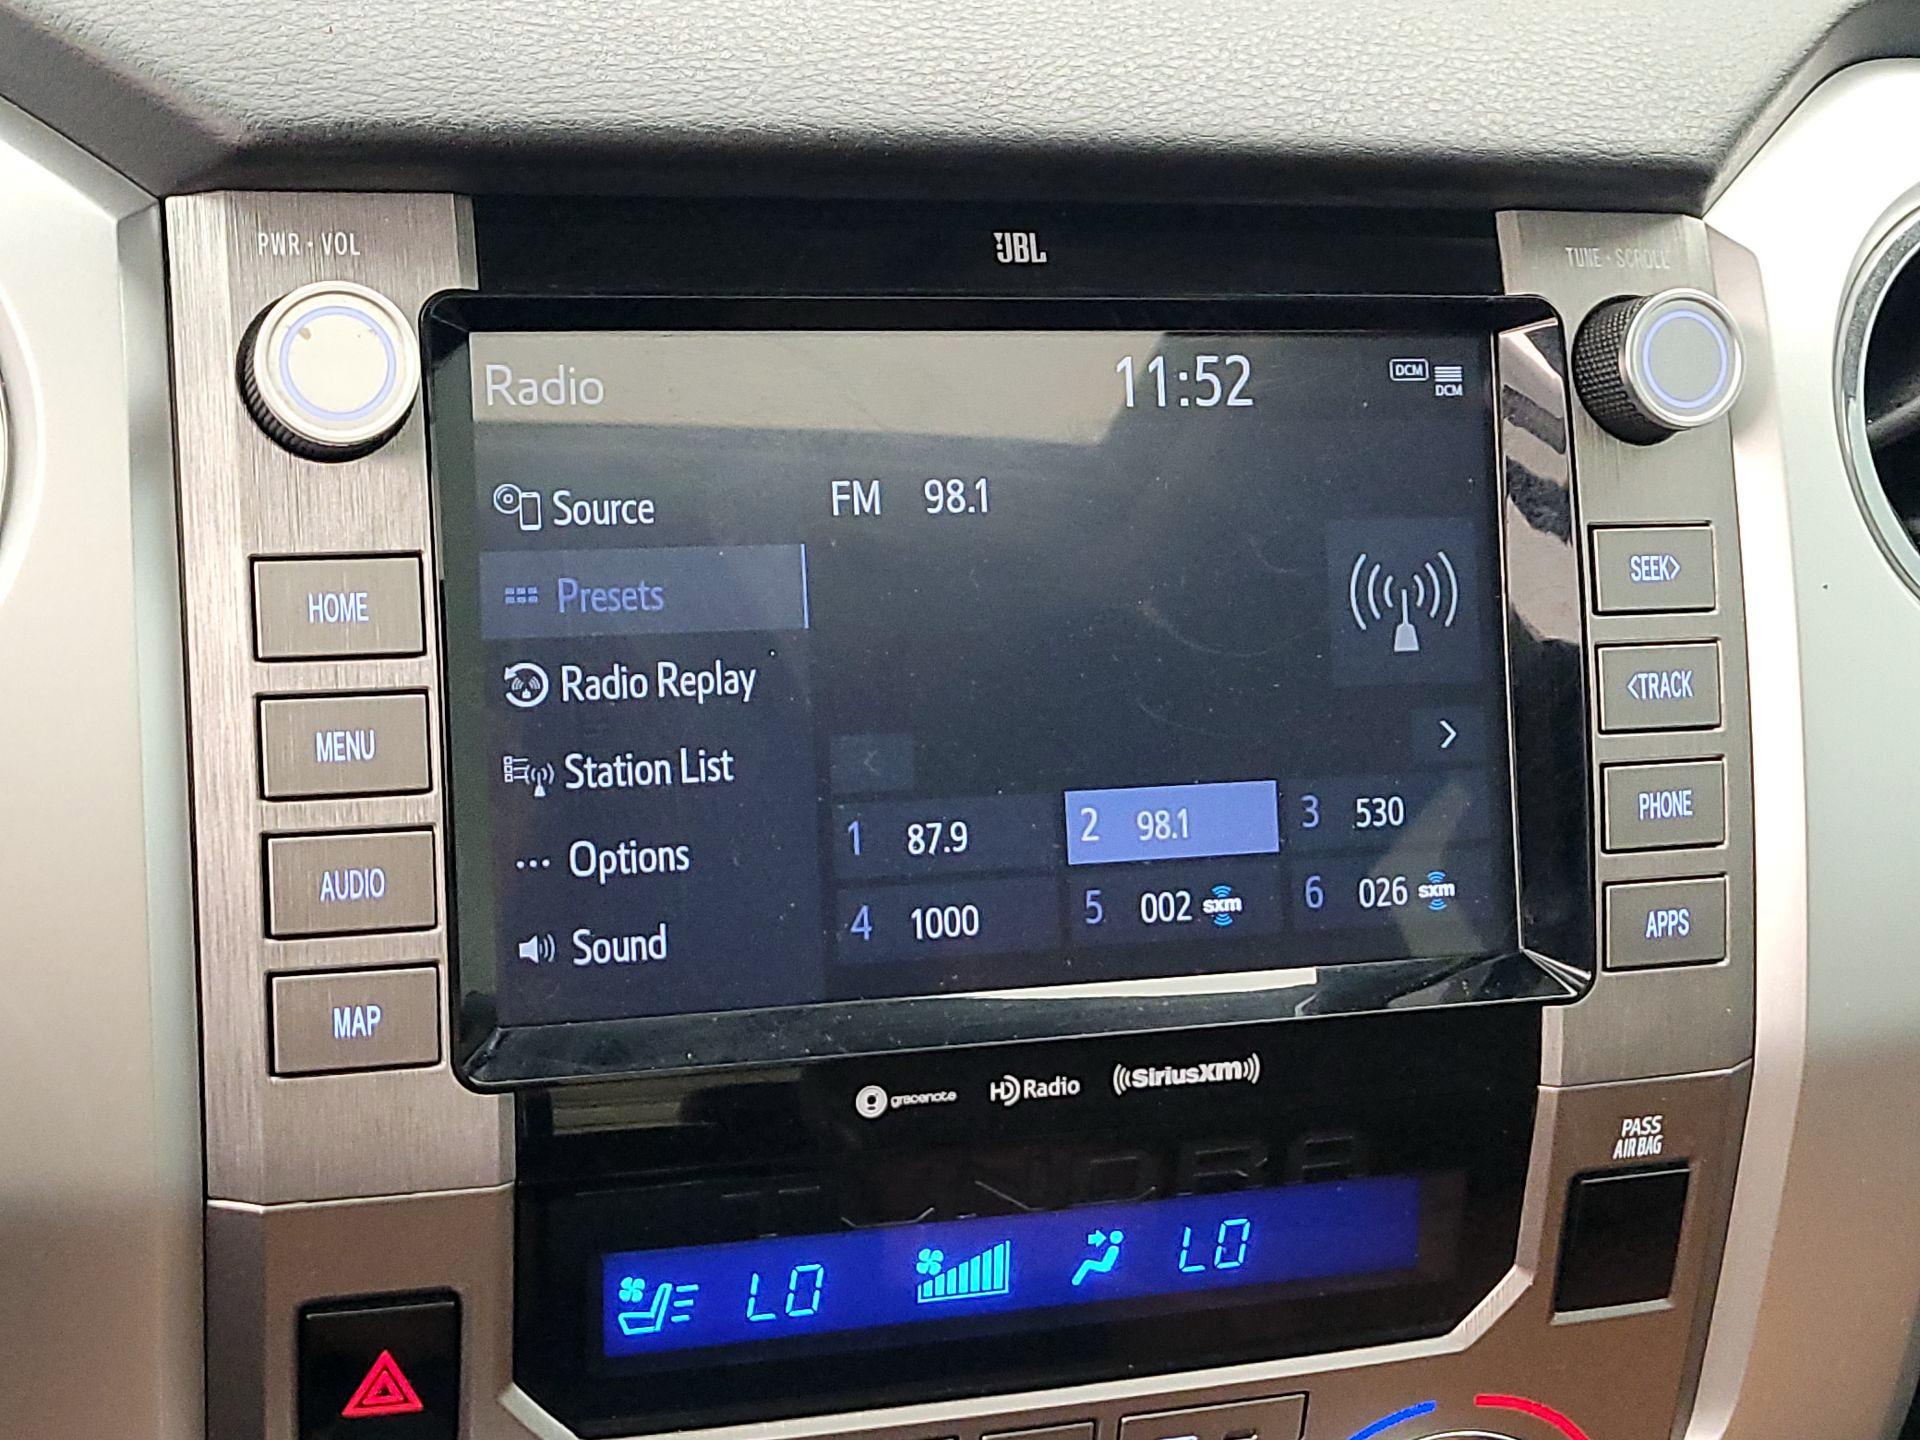 PWR・VOL
JBL
TUNE・SCROLL
Radio
11:52
DCM
DCM
Source
FM 98.1
Presets
Radio Replay
Station List
... Options
Sound
1 87.9
2 98.1
3 530
4 1000
5 002 sxm
6 026 sxm
HOME
MENU
AUDIO
MAP
SEEK>
<TRACK
PHONE
APPS
gracenote
HD Radio
SiriusXM
PASS
AIR BAG
TUNDRA
LO
LO